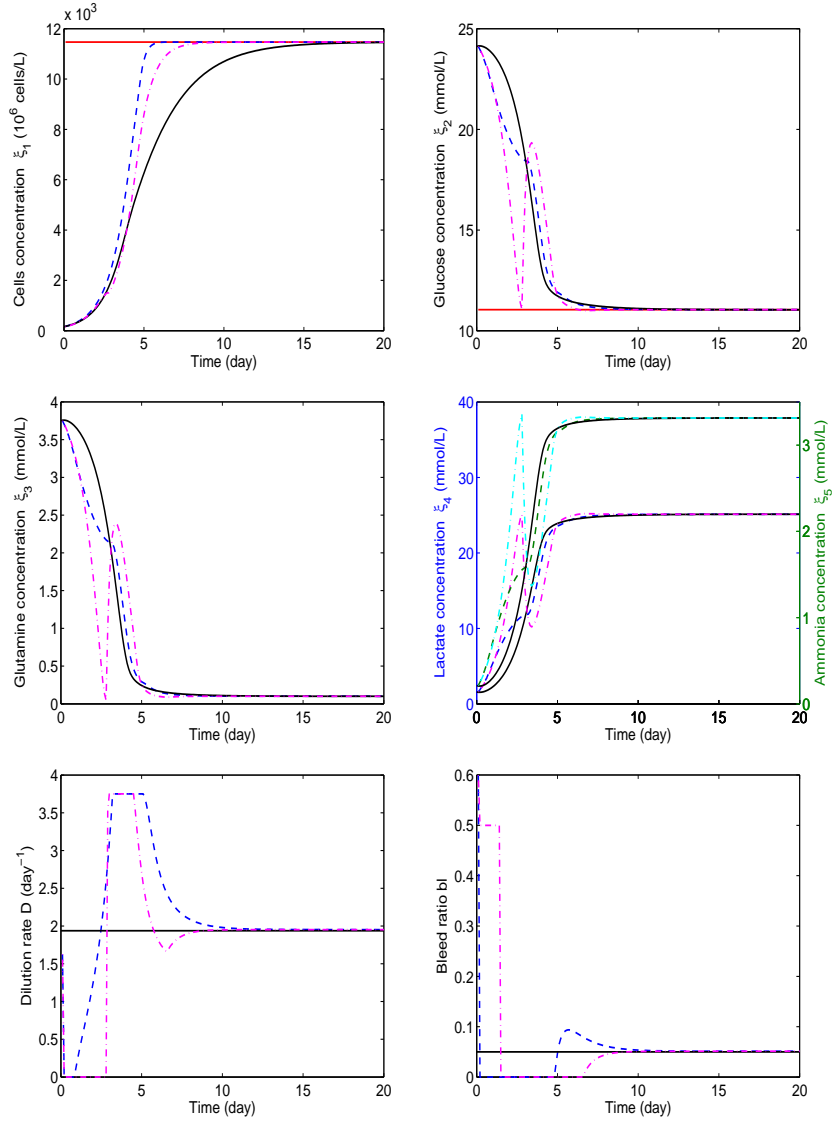 x 10³
12
10
8
6
4
2
0
0 5 10 15 20
Time (day)
Cells concentration ξ₁ (10⁶ cells/L)
25
20
15
10
0 5 10 15 20
Time (day)
Glucose concentration ξ₂ (mmol/L)
4
3.5
3
2.5
2
1.5
1
0.5
0
0 5 10 15 20
Time (day)
Glutamine concentration ξ₃ (mmol/L)
40
30
20
10
0
0 5 10 15 20
Time (day)
Lactate concentration ξ₄ (mmol/L)
3
2
1
0
Ammonia concentration ξ₅ (mmol/L)
4
3.5
3
2.5
2
1.5
1
0.5
0
0 5 10 15 20
Time (day)
Dilution rate D (day⁻¹)
0.6
0.5
0.4
0.3
0.2
0.1
0
0 5 10 15 20
Time (day)
Bleed ratio bl